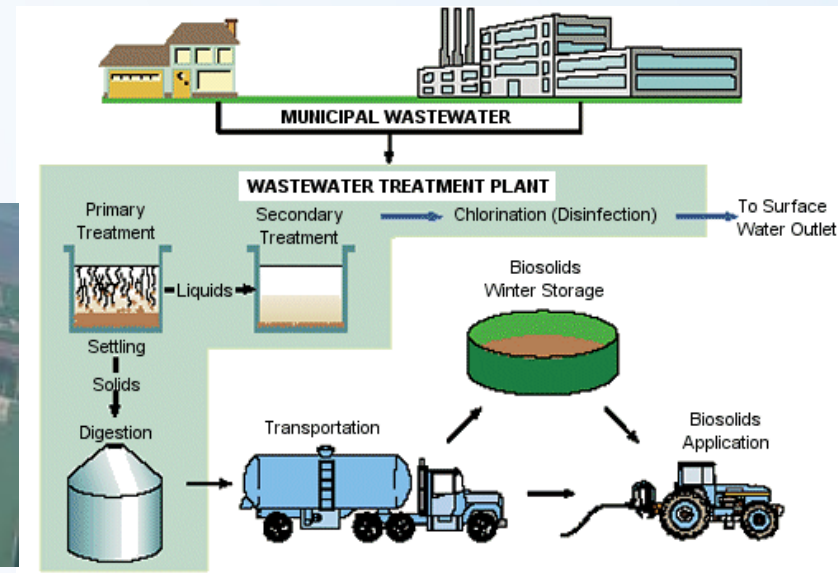 MUNICIPAL WASTEWATER
WASTEWATER TREATMENT PLANT
Primary
Treatment
Secondary
Treatment
Chlorination (Disinfection)
To Surface
Water Outlet
Liquids
Settling
Solids
Digestion
Transportation
Biosolids
Winter Storage
Biosolids
Application